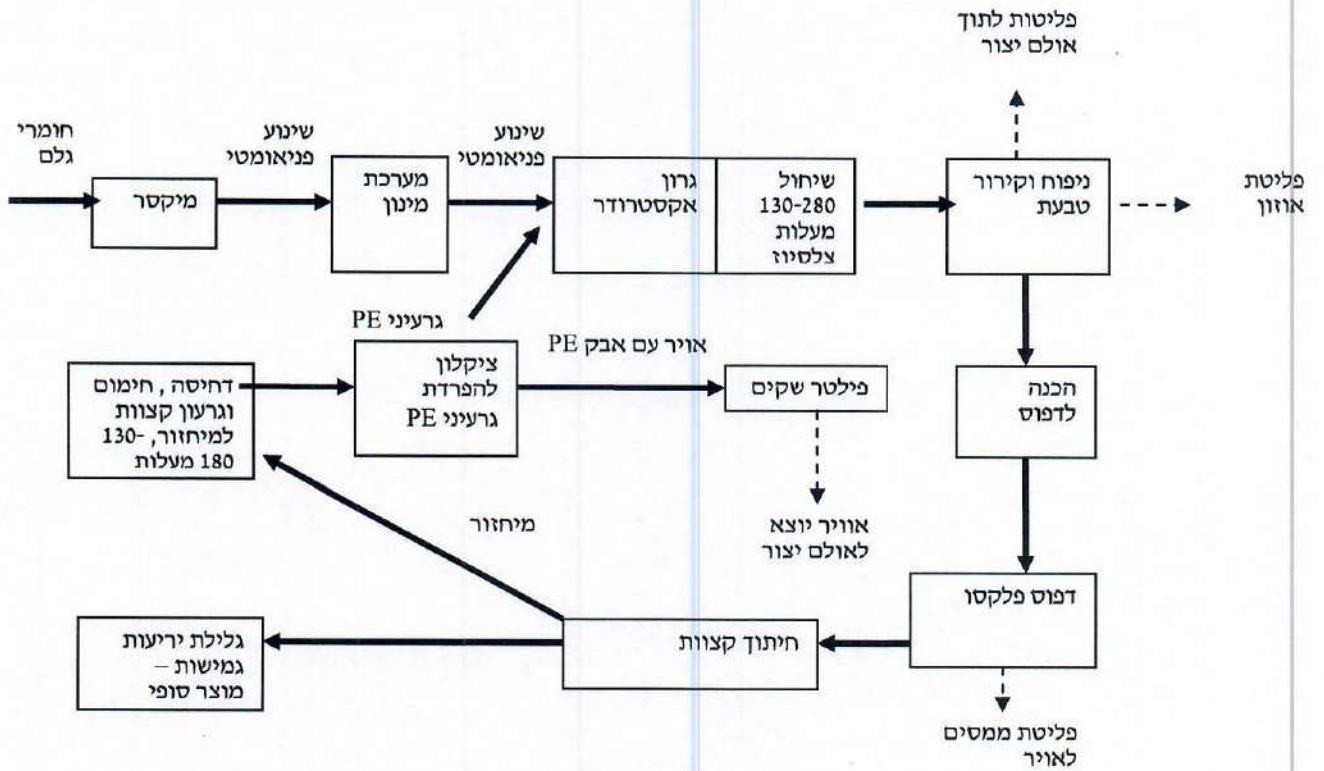 פליטות לתוך
אולם יצור
חומרי
גלם
מיקסר
שינוע
פניאומטי
מערכת
מינון
שינוע
פניאומטי
גרון
אקסטרודר
שיחול
130-280
מעלות
צלסיוז
ניפוח וקירור
טבעת
פליטת
אוזון
גרעיני PE
דחיסה , חימום
וגרעון קצוות
למיחזור, 130-
180 מעלות
ציקלון
להפרדת
גרעיני PE
אויר עם אבק PE
פילטר שקים
הכנה
לדפוס
אוויר יוצא
לאולם יצור
מיחזור
דפוס פלקסו
חיתוך קצוות
גלילת יריעות
גמישות –
מוצר סופי
פליטת ממסים
לאויר